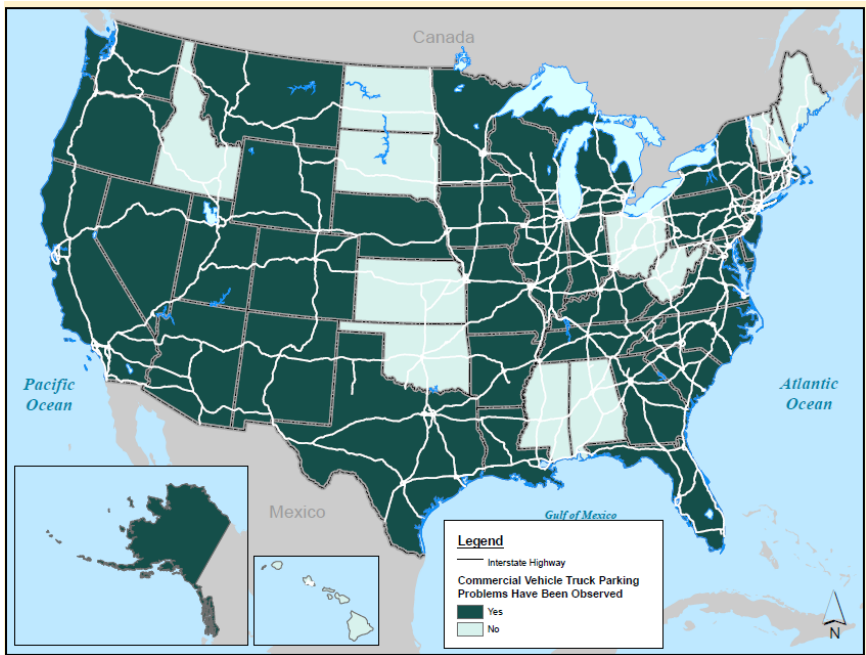 Canada
Pacific
Ocean
Atlantic
Ocean
Mexico
Gulf of Mexico
Legend
Interstate Highway
Commercial Vehicle Truck Parking
Problems Have Been Observed
Yes
No
N